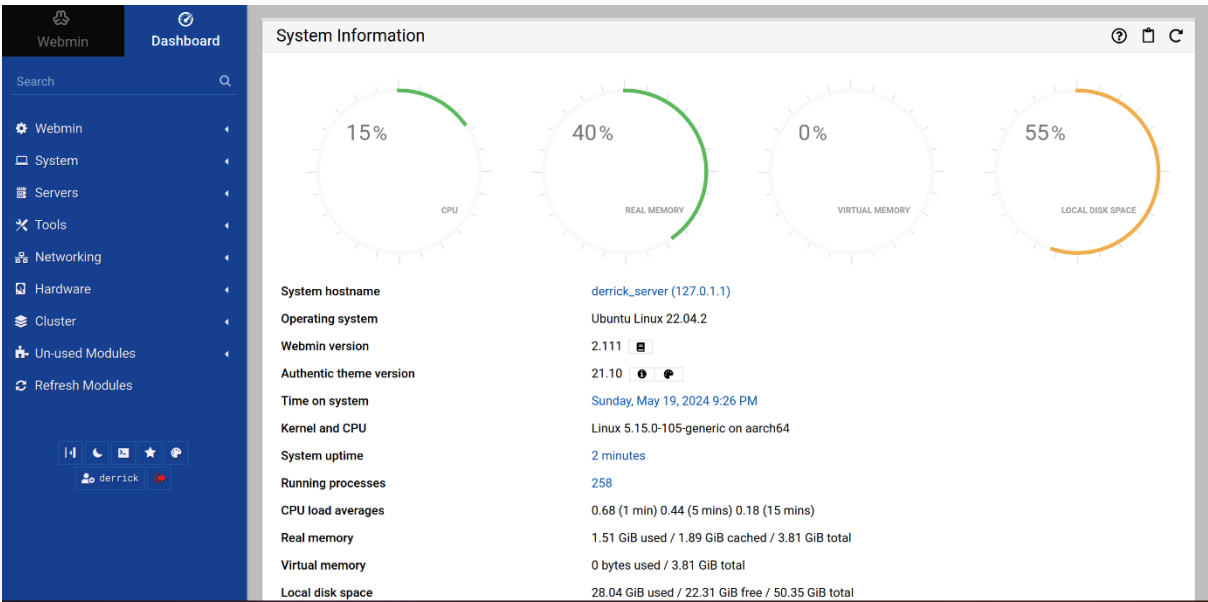 Webmin
Dashboard
Search
Webmin
System
Servers
Tools
Networking
Hardware
Cluster
Un-used Modules
Refresh Modules
derrick
System Information
15%
CPU
40%
REAL MEMORY
0%
VIRTUAL MEMORY
55%
LOCAL DISK SPACE
System hostname derrick_server (127.0.1.1)
Operating system Ubuntu Linux 22.04.2
Webmin version 2.111
Authentic theme version 21.10
Time on system Sunday, May 19, 2024 9:26 PM
Kernel and CPU Linux 5.15.0-105-generic on aarch64
System uptime 2 minutes
Running processes 258
CPU load averages 0.68 (1 min) 0.44 (5 mins) 0.18 (15 mins)
Real memory 1.51 GiB used / 1.89 GiB cached / 3.81 GiB total
Virtual memory 0 bytes used / 3.81 GiB total
Local disk space 28.04 GiB used / 22.31 GiB free / 50.35 GiB total